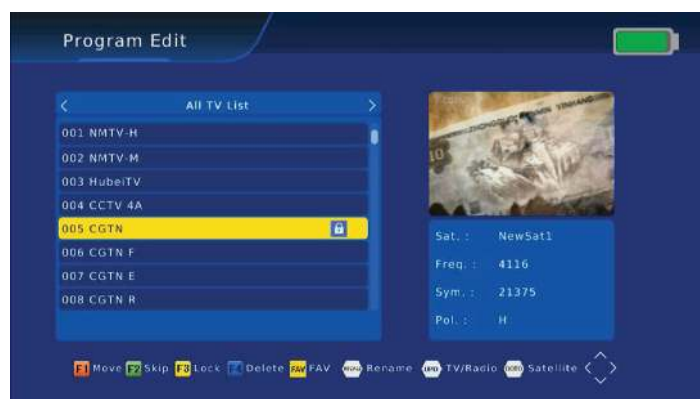 Program Edit
All TV List
001 NMTV-H
002 NMTV-M
003 HubeiTV
004 CCTV 4A
005 CGTN
006 CGTN F
007 CGTN E
008 CGTN R
10
Sat. : NewSat1
Freq. : 4116
Sym. : 21375
Pol. : H
F1 Move F2 Skip F3 Lock F4 Delete FAV FAV Rename TV/Radio Satellite